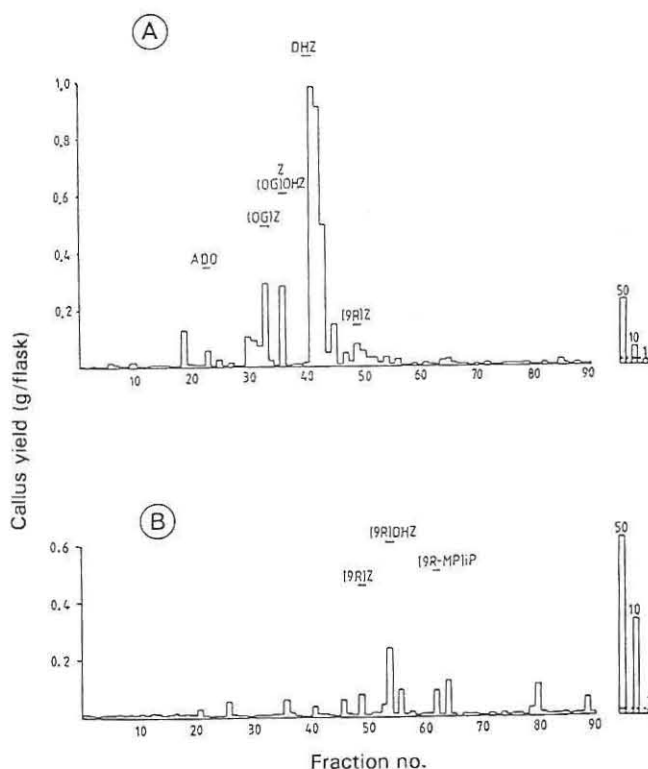 A
DHZ
1,0
0,8
Z
(OG)DHZ
0,6
(OG)Z
0,4
ADO
50
[9R]Z
0,2
10
1
10 20 30 40 50 60 70 80 90
Callus yield (g/flask)
B
[9R]DHZ
50
0.6
[9R-MP]iP
[9R]Z
0.4
10
0.2
10 20 30 40 50 60 70 80 90
Fraction no.